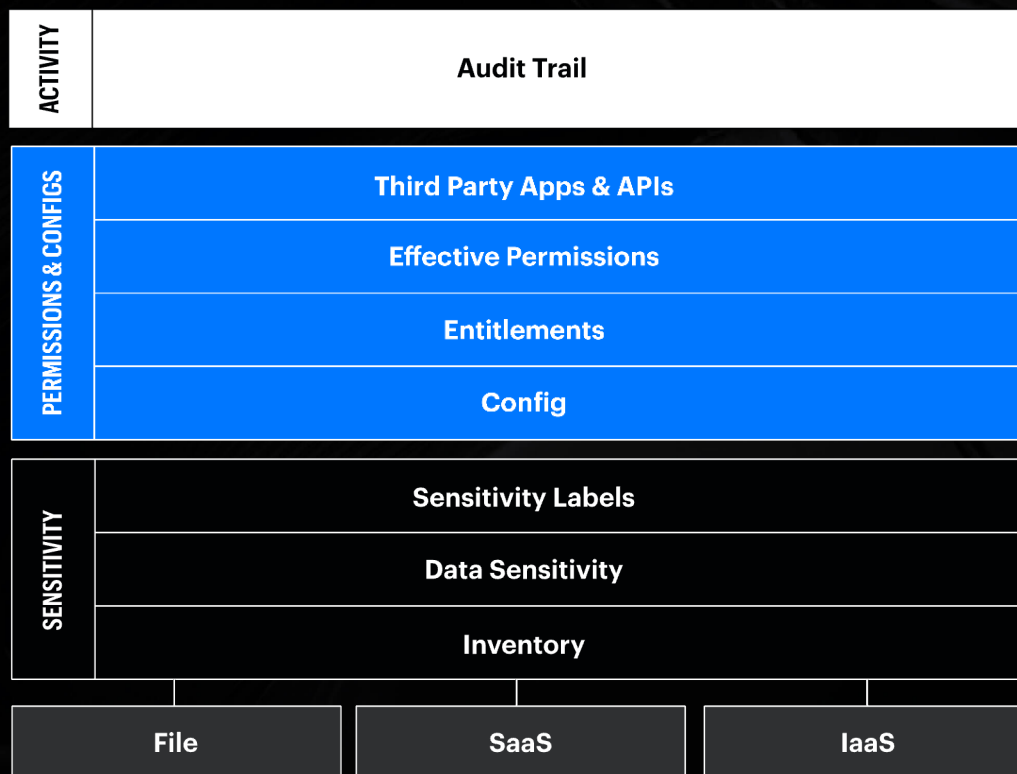 ACTIVITY
Audit Trail
PERMISSIONS & CONFIGS
Third Party Apps & APIs
Effective Permissions
Entitlements
Config
SENSITIVITY
Sensitivity Labels
Data Sensitivity
Inventory
File
SaaS
IaaS